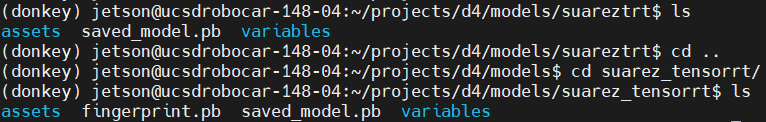 (donkey) jetson@ucsdrobocar-148-04:~/projects/d4/models/suareztrt$ ls
assets  saved_model.pb  variables
(donkey) jetson@ucsdrobocar-148-04:~/projects/d4/models/suareztrt$ cd ..
(donkey) jetson@ucsdrobocar-148-04:~/projects/d4/models$ cd suarez_tensorrt/
(donkey) jetson@ucsdrobocar-148-04:~/projects/d4/models/suarez_tensorrt$ ls
assets  fingerprint.pb  saved_model.pb  variables